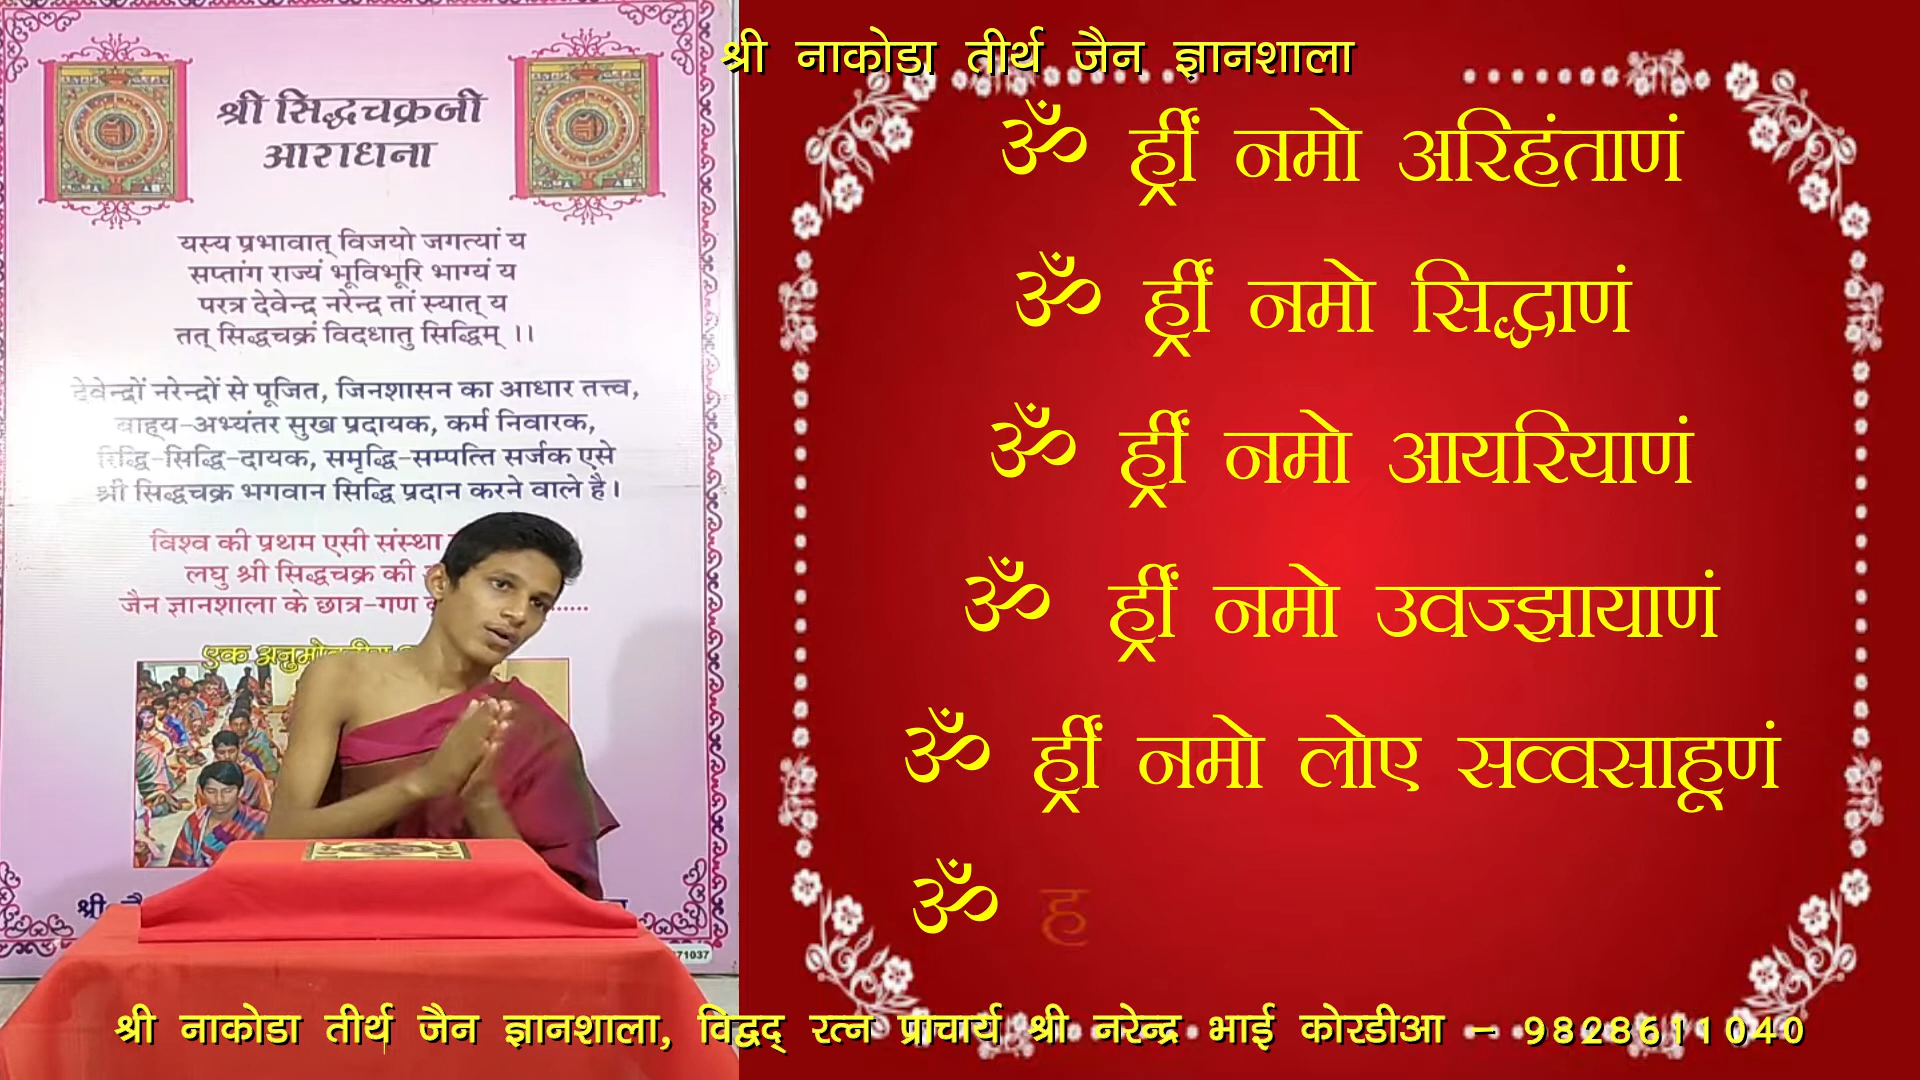 श्री नाकोडा तीर्थ जैन ज्ञानशाला
श्री सिद्धचक्रजी
आराधना
यस्य प्रभावात् विजयो जगत्यां य
सप्तांग राज्यं भूविभूरि भाग्यं य
परत्र देवेन्द्र नरेन्द्र तां स्यात् य
तत् सिद्धचक्रं विदधातु सिद्धिम् ।।
देवेन्द्रों नरेन्द्रों से पूजित, जिनशासन का आधार तत्त्व,
बाह्य-अभ्यंतर सुख प्रदायक, कर्म निवारक,
रिद्धि-सिद्धि-दायक, समृद्धि-सम्पत्ति सर्जक एसे
श्री सिद्धचक्र भगवान सिद्धि प्रदान करने वाले है।
विश्व की प्रथम एसी संस्था
लघु श्री सिद्धचक्र की
जैन ज्ञानशाला के छात्र-गण
एक
श्री
71037
ॐ ह्रीं नमो अरिहंताणं
ॐ ह्रीं नमो सिद्धाणं
ॐ ह्रीं नमो आयरियाणं
ॐ ह्रीं नमो उवज्झायाणं
ॐ ह्रीं नमो लोए सव्वसाहूणं
ॐ ह
श्री नाकोडा तीर्थ जैन ज्ञानशाला, विद्वद् रत्न प्राचार्य श्री नरेन्द्र भाई कोरडीआ - 9828611040